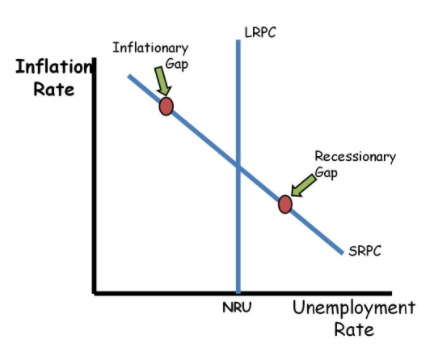 LRPC
Inflationary
Gap
Inflation
Rate
Recessionary
Gap
SRPC
NRU
Unemployment
Rate